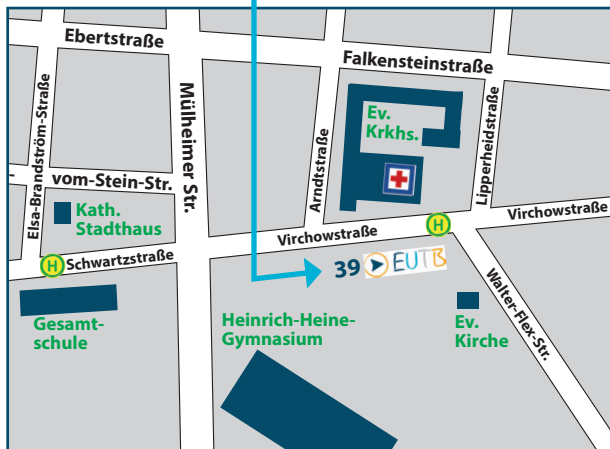 Ebertstraße
Falkensteinstraße
Elsa-Brandström-Straße
Mülheimer Str.
Arndtstraße
Ev.
Krkhs.
Lipperheidstraße
vom-Stein-Str.
Kath.
Stadthaus
Virchowstraße
H
Virchowstraße
H
Schwartzstraße
39
EUTB
Walter-Flex-Str.
Gesamt-
schule
Heinrich-Heine-
Gymnasium
Ev.
Kirche